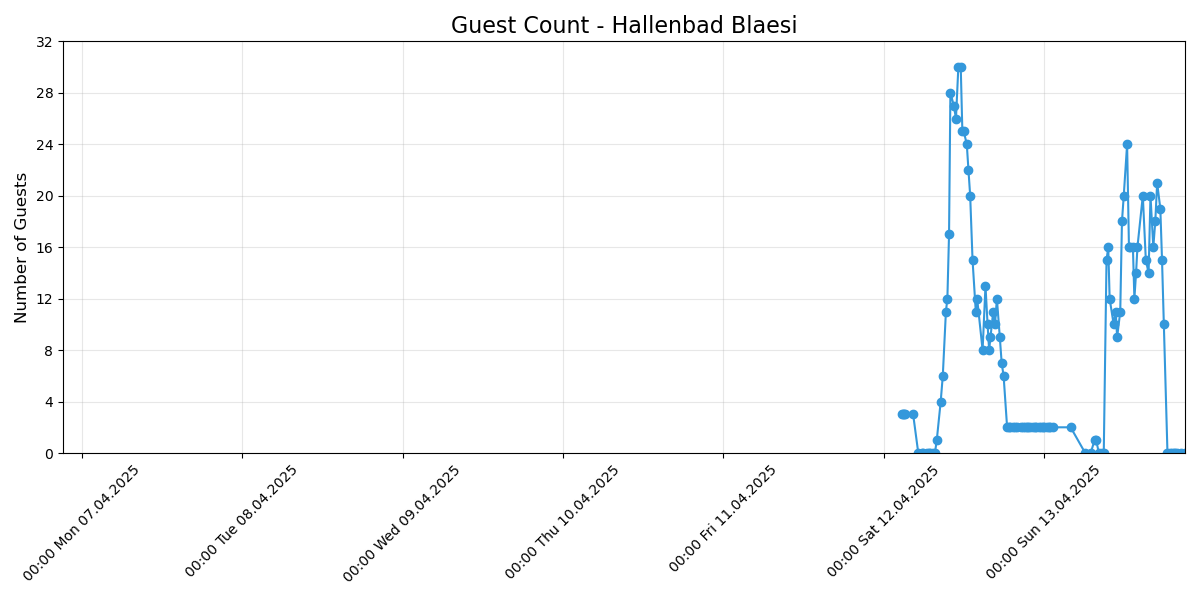 Guest Count - Hallenbad Blaesi
Number of Guests
32
28
24
20
16
12
8
4
0
00:00 Mon 07.04.2025
00:00 Tue 08.04.2025
00:00 Wed 09.04.2025
00:00 Thu 10.04.2025
00:00 Fri 11.04.2025
00:00 Sat 12.04.2025
00:00 Sun 13.04.2025